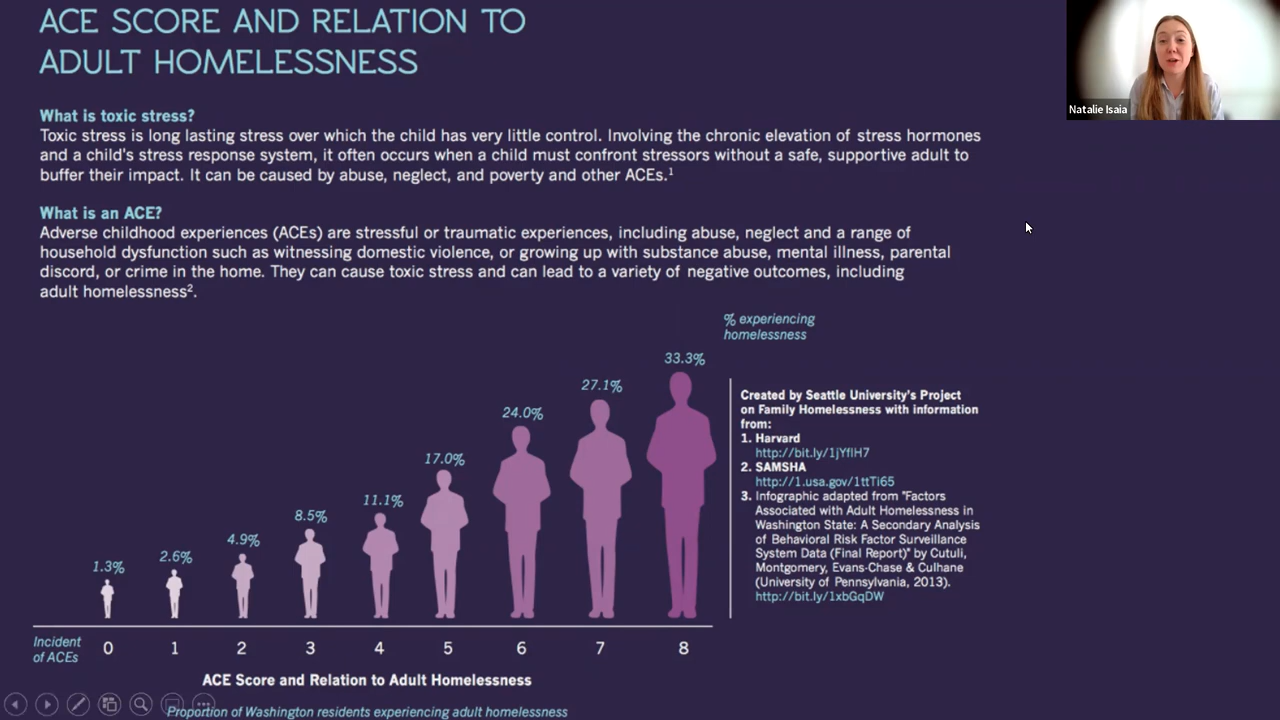 ACE SCORE AND RELATION TO
ADULT HOMELESSNESS
Natalie Isaia
What is toxic stress?
Toxic stress is long lasting stress over which the child has very little control. Involving the chronic elevation of stress hormones
and a child's stress response system, it often occurs when a child must confront stressors without a safe, supportive adult to
buffer their impact. It can be caused by abuse, neglect, and poverty and other ACEs.1
What is an ACE?
Adverse childhood experiences (ACEs) are stressful or traumatic experiences, including abuse, neglect and a range of
household dysfunction such as witnessing domestic violence, or growing up with substance abuse, mental illness, parental
discord, or crime in the home. They can cause toxic stress and can lead to a variety of negative outcomes, including
adult homelessness2.
% experiencing
homelessness
1.3%
2.6%
4.9%
8.5%
11.1%
17.0%
24.0%
27.1%
33.3%
Incident
of ACEs
0 1 2 3 4 5 6 7 8
ACE Score and Relation to Adult Homelessness
Proportion of Washington residents experiencing adult homelessness
Created by Seattle University's Project
on Family Homelessness with information
from:
1. Harvard
http://bit.ly/1jYflH7
2. SAMSHA
http://1.usa.gov/1ttTi65
3. Infographic adapted from "Factors
Associated with Adult Homelessness in
Washington State: A Secondary Analysis
of Behavioral Risk Factor Surveillance
System Data (Final Report)" by Cutuli,
Montgomery, Evans-Chase & Culhane
(University of Pennsylvania, 2013).
http://bit.ly/1xbGqDW